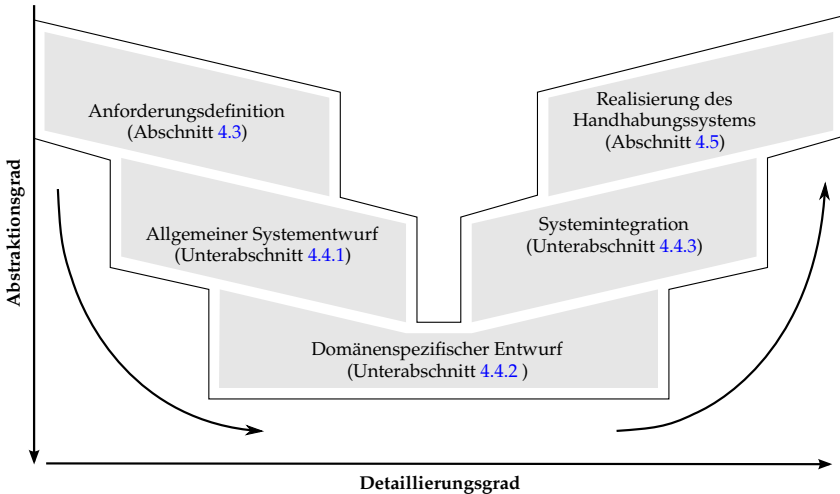 Anforderungsdefinition
(Abschnitt 4.3)
Realisierung des
Handhabungssystems
(Abschnitt 4.5)
Allgemeiner Systementwurf
(Unterabschnitt 4.4.1)
Systemintegration
(Unterabschnitt 4.4.3)
Domänenspezifischer Entwurf
(Unterabschnitt 4.4.2 )
Abstraktionsgrad
Detaillierungsgrad